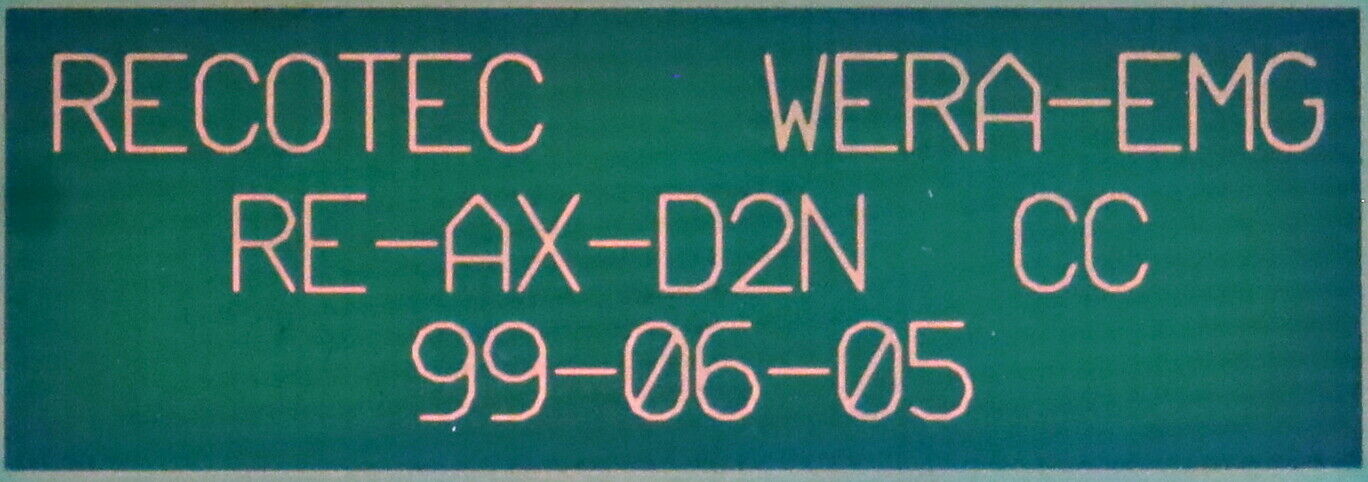 RECOTEC WERA-EMG
RE-AX-D2N CC
99-06-05